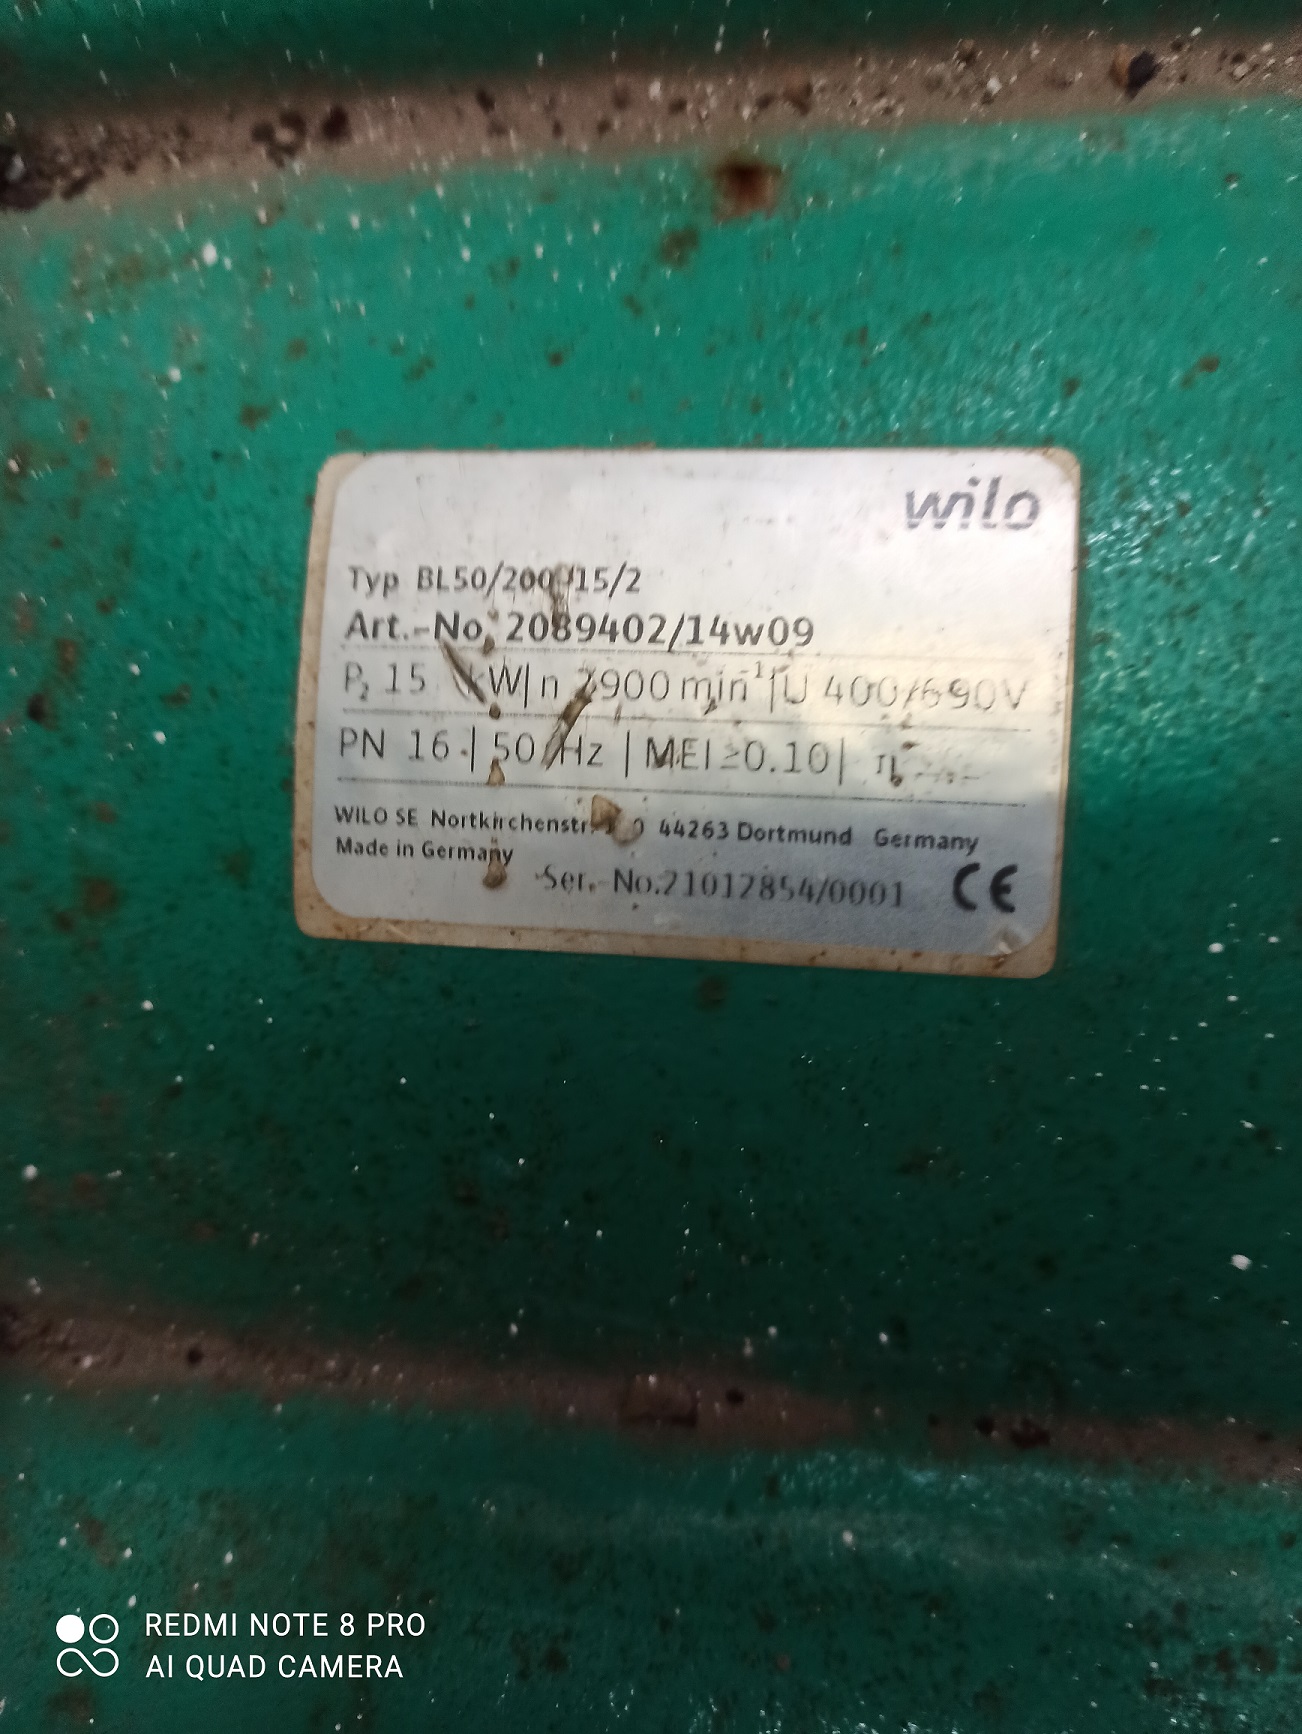 wilo
Typ BL50/200-15/2
Art.-No. 2089402/14w09
P₂ 15 kW|n 2900 min⁻¹|U 400/690V
PN 16 | 50 Hz | MEI ≥0.10|
WILO SE Nortkirchenstr. 44263 Dortmund Germany
Made in Germany
Ser.-No.:21012854/0001 CE
REDMI NOTE 8 PRO
AI QUAD CAMERA